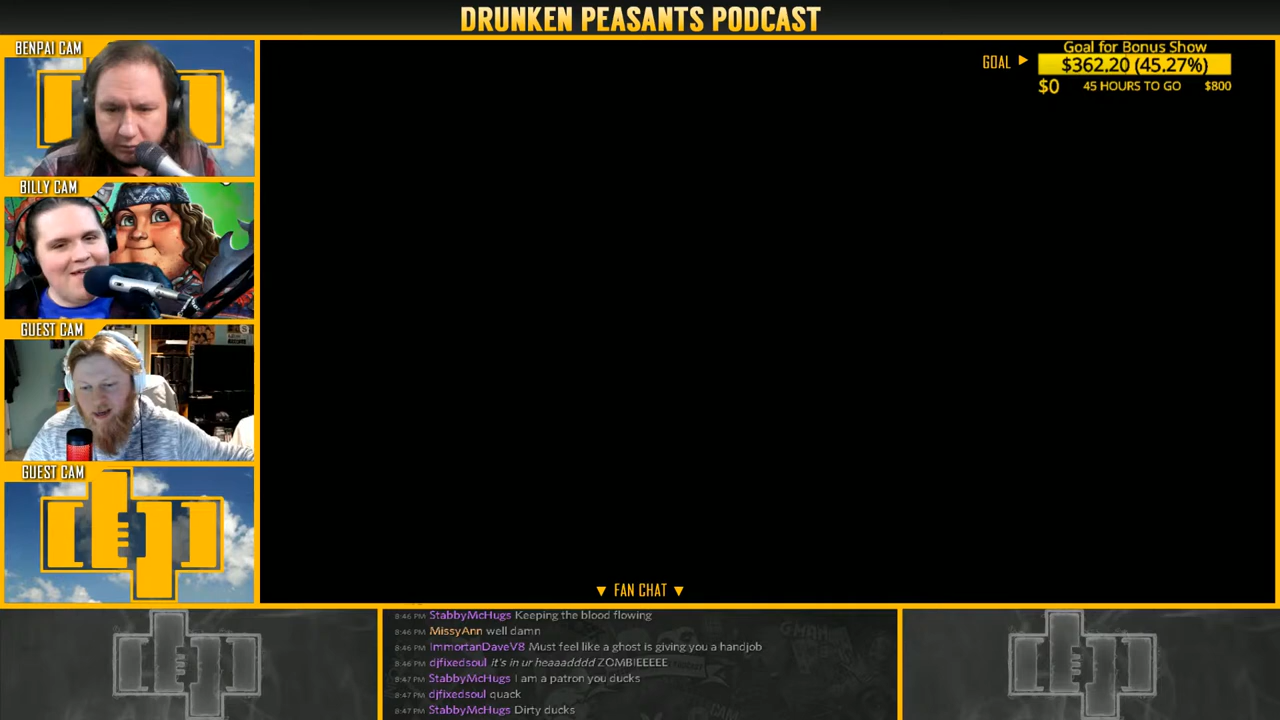 DRUNKEN PEASANTS PODCAST
BENPAI CAM
BILLY CAM
GUEST CAM
GUEST CAM
Goal for Bonus Show
GOAL ▶ $362.20 (45.27%)
$0 45 HOURS TO GO $800
▼ FAN CHAT ▼
8:46 PM StabbyMcHugs Keeping the blood flowing
8:46 PM MissyAnn well damn
8:46 PM ImmortanDaveV8 Must feel like a ghost is giving you a handjob
8:46 PM djfixedsoul it's in ur heaaadddd ZOMBIEEEEE
8:47 PM StabbyMcHugs I am a patron you ducks
8:47 PM djfixedsoul quack
8:47 PM StabbyMcHugs Dirty ducks